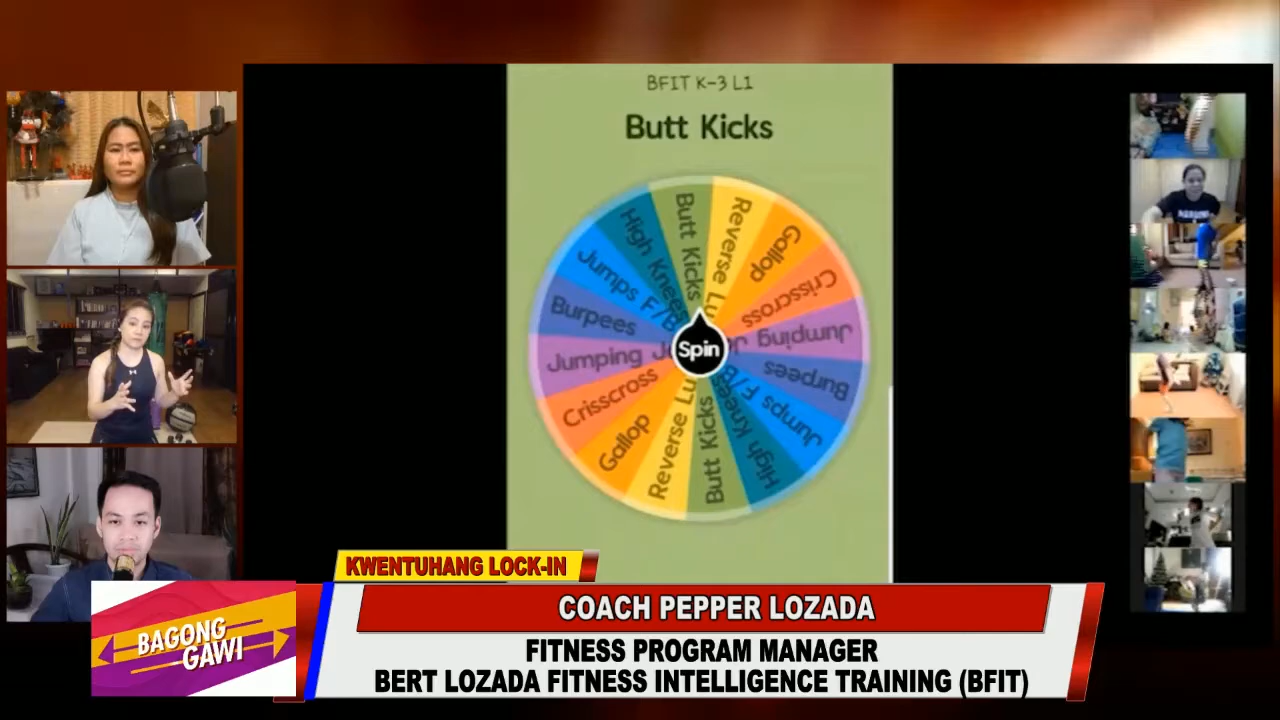 BFIT K-3 L1
Butt Kicks
Butt Kicks
Reverse Lu
Gallop
Crisscross
Jumping J
Burpees
Jumps F/B
High Knees
Butt Kicks
Reverse Lu
Gallop
Crisscross
Jumping Ju
Burpees
Jumps F/B
High Knees
Spin
KWENTUHANG LOCK-IN
COACH PEPPER LOZADA
FITNESS PROGRAM MANAGER
BERT LOZADA FITNESS INTELLIGENCE TRAINING (BFIT)
BAGONG
GAWI